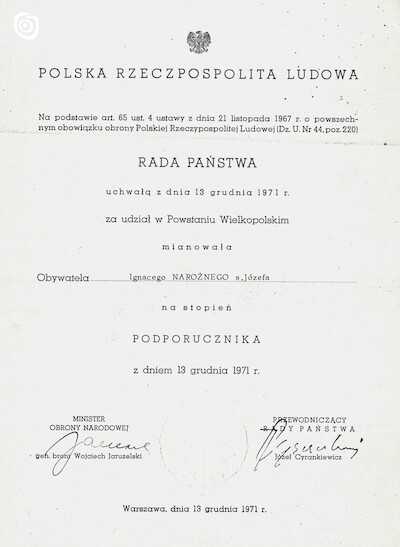 POLSKA RZECZPOSPOLITA LUDOWA
Na podstawie art. 65 ust. 4 ustawy z dnia 21 listopada 1967 r. o powszech-
nym obowiązku obrony Polskiej Rzeczypospolitej Ludowej (Dz. U. Nr 44, poz. 220)
RADA PAŃSTWA
uchwałą z dnia 13 grudnia 1971 r.
za udział w Powstaniu Wielkopolskim
mianowała
Obywatela Ignacego NAROŻNEGO s.Józefa
na stopień
PODPORUCZNIKA
z dniem 13 grudnia 1971 r.
MINISTER
OBRONY NARODOWEJ
gen. broni Wojciech Jaruzelski
PRZEWODNICZĄCY
RADY PAŃSTWA
Józef Cyrankiewicz
Warszawa, dnia 13 grudnia 1971 r.